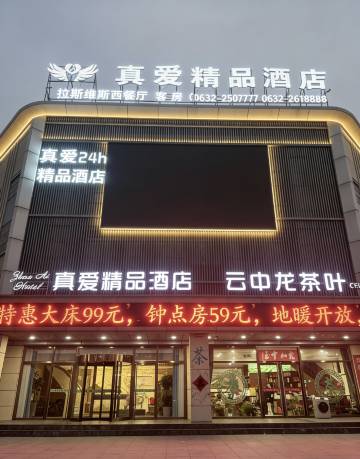 真爱精品酒店
拉斯维斯西餐厅 客房 0632-2507777 0632-2618888
真爱24h
精品酒店
Zhen Ai
Hotel
真爱精品酒店
云中龙茶叶
特惠大床99元，钟点房59元，地暖开放
茶